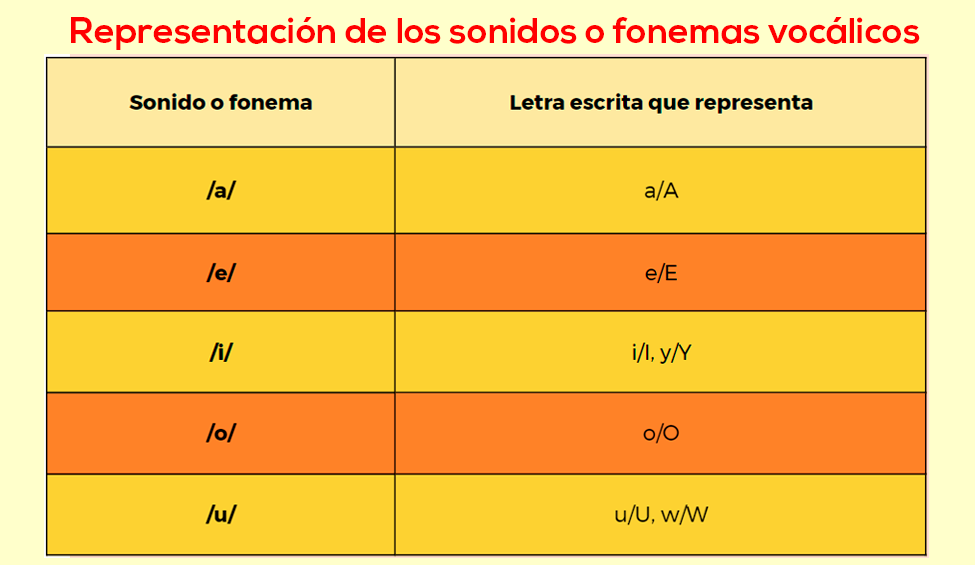 Representación de los sonidos o fonemas vocálicos
Sonido o fonema Letra escrita que representa
/a/ a/A
/e/ e/E
/i/ i/I, y/Y
/o/ o/O
/u/ u/U, w/W